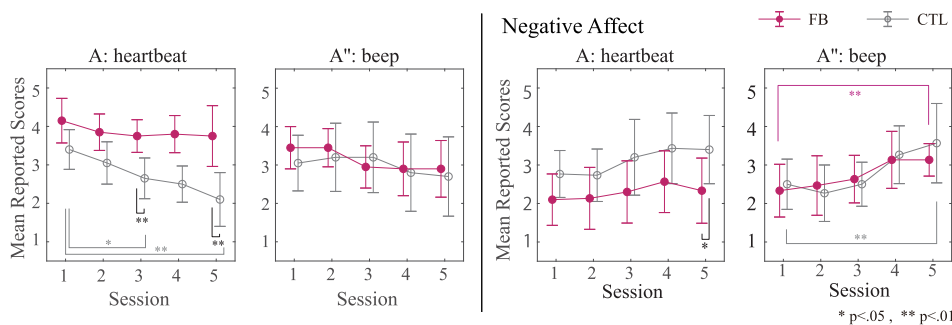 FB CTL
Negative Affect
A: heartbeat A": beep A: heartbeat A": beep
Mean Reported Scores
5
4
3
2
1
** ** * **
1 2 3 4 5
Session
5
4
3
2
1
1 2 3 4 5
Session
Mean Reported Scores
5
4
3
2
1
*
1 2 3 4 5
Session
5
4
3
2
1
** **
1 2 3 4 5
Session
* p<.05 , ** p<.01